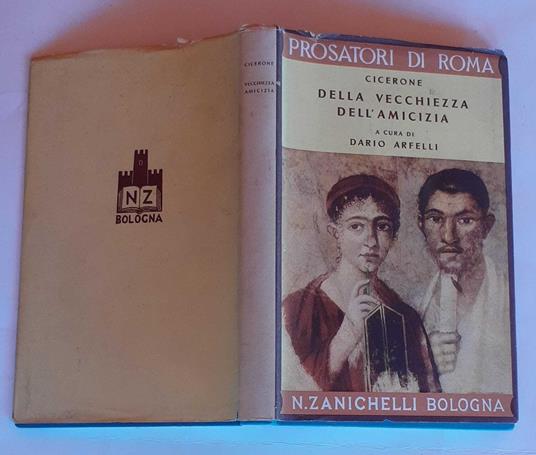 NZ
BOLOGNA
CICERONE
VECCHIEZZA
AMICIZIA
PROSATORI DI ROMA
CICERONE
DELLA VECCHIEZZA
DELL'AMICIZIA
A CURA DI
DARIO ARFELLI
N. ZANICHELLI BOLOGNA